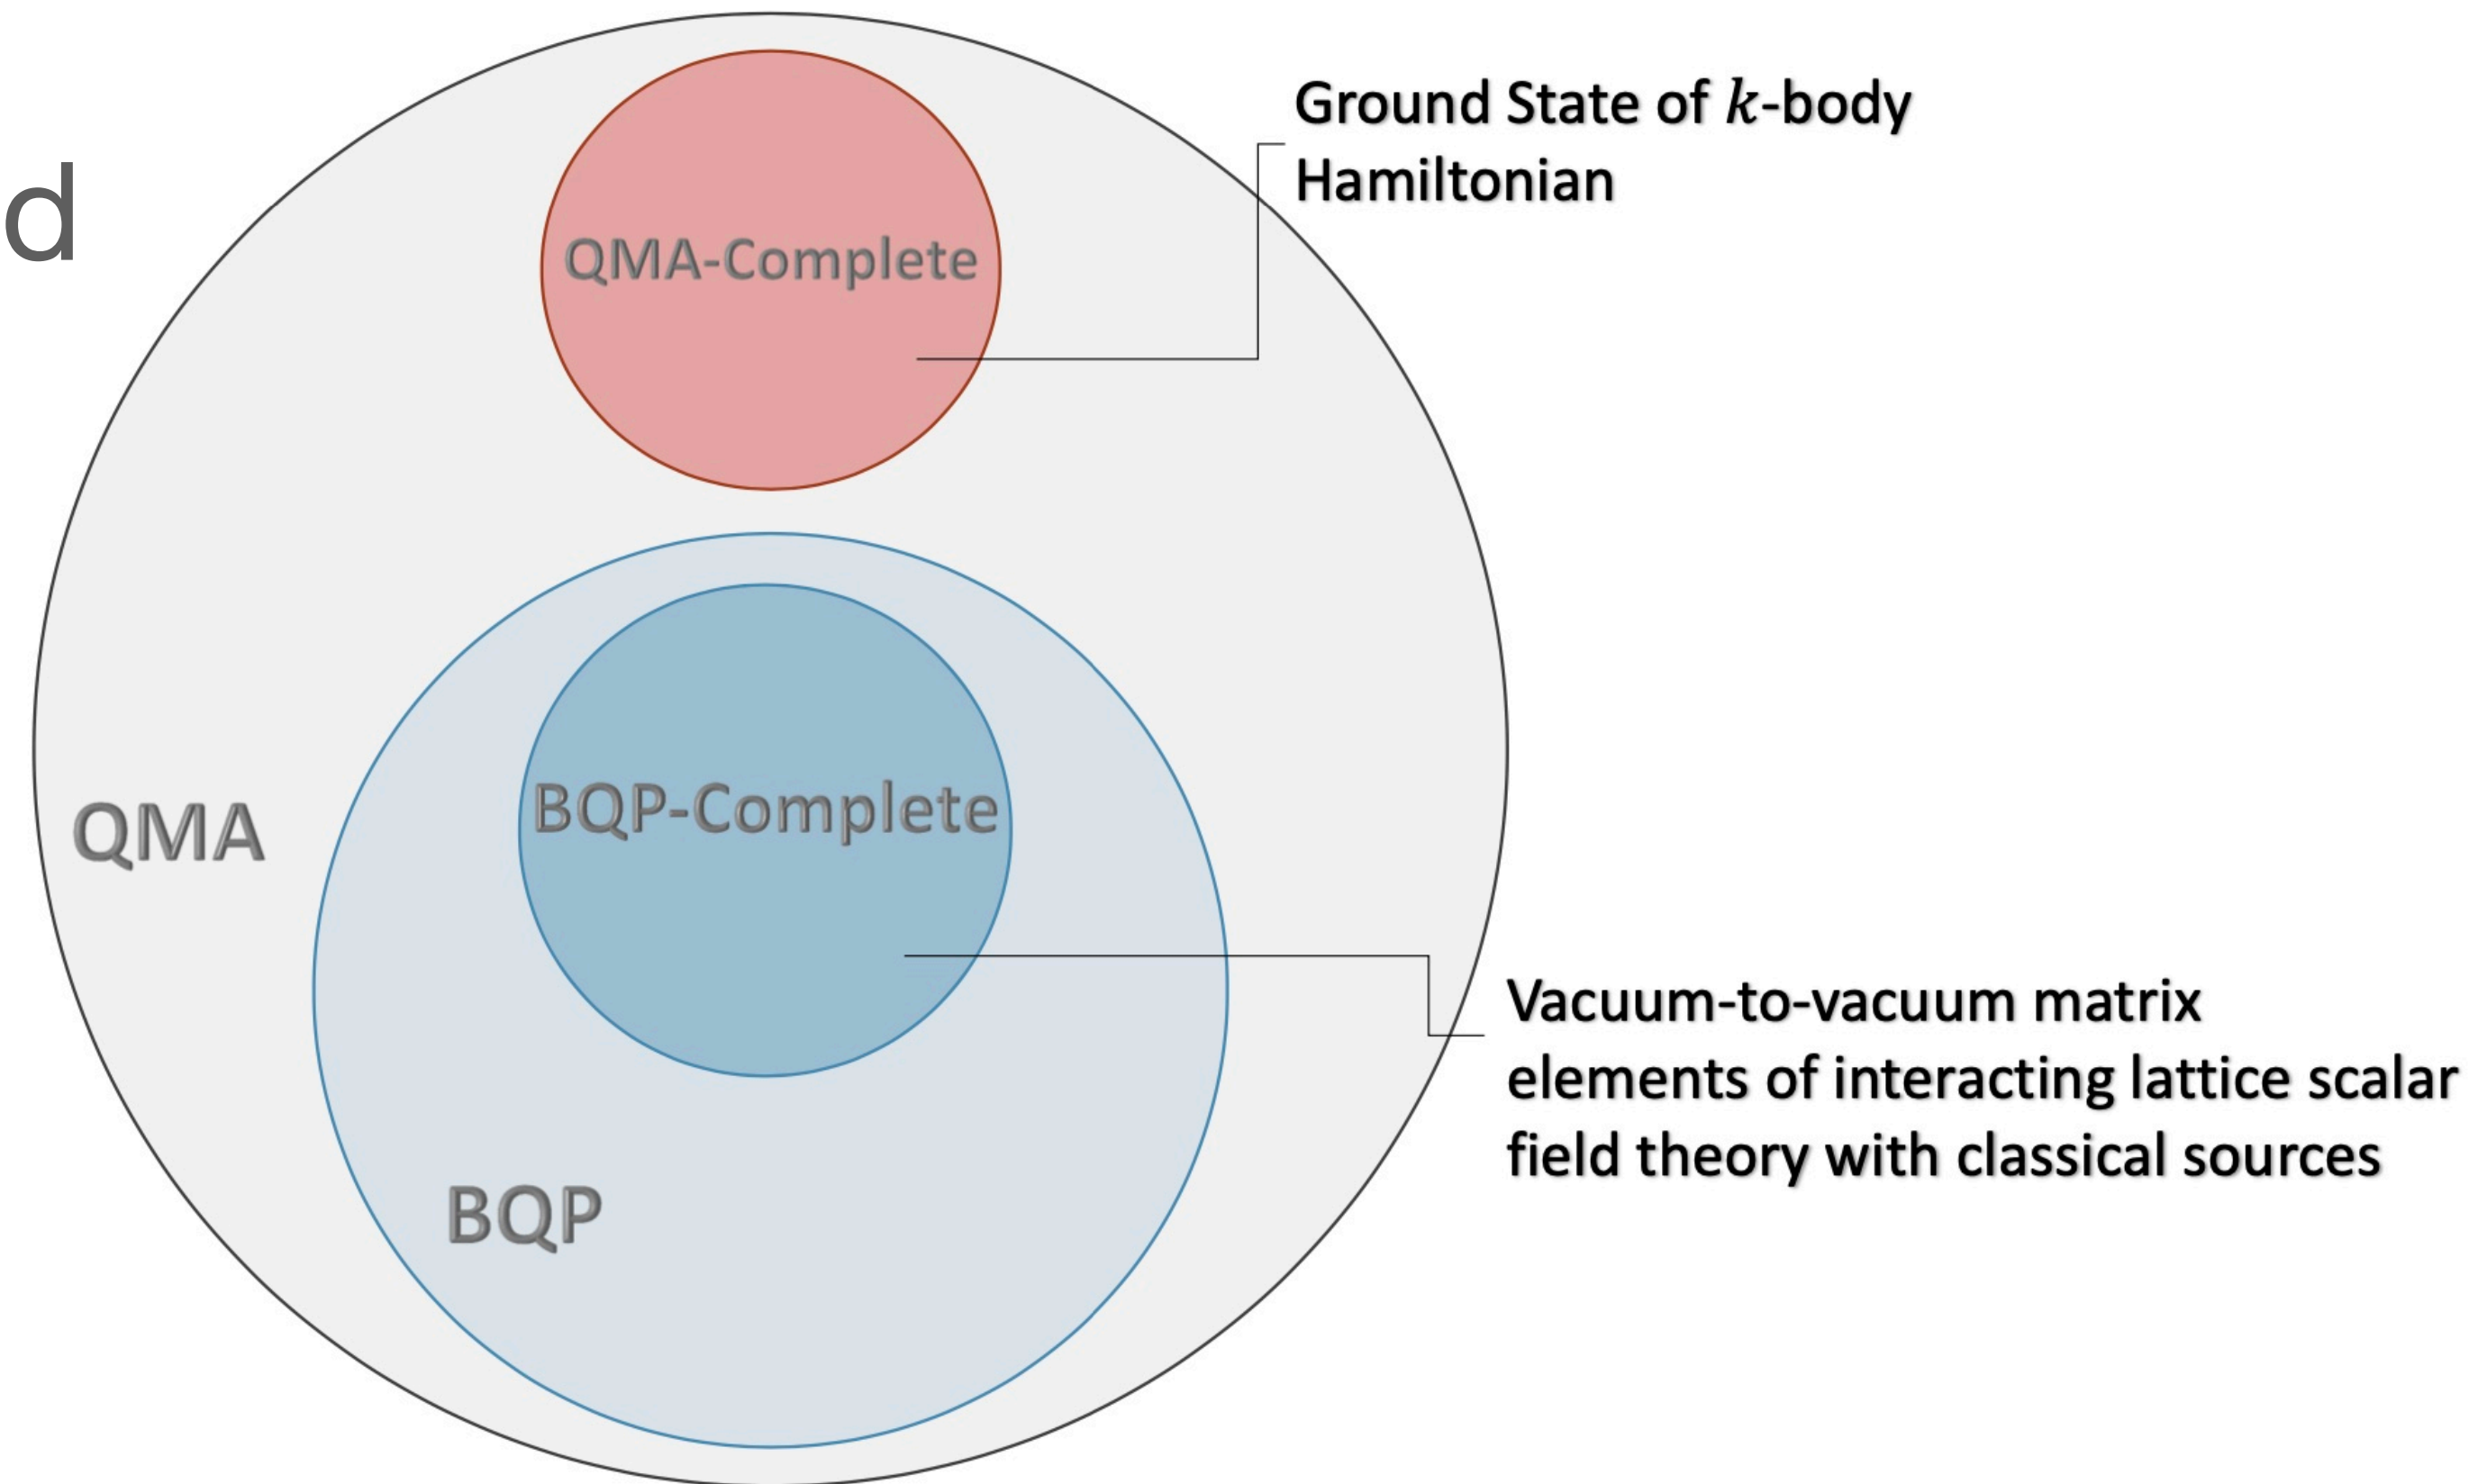 d
Ground State of k-body
Hamiltonian
QMA-Complete
BQP-Complete
QMA
Vacuum-to-vacuum matrix
elements of interacting lattice scalar
field theory with classical sources
BQP